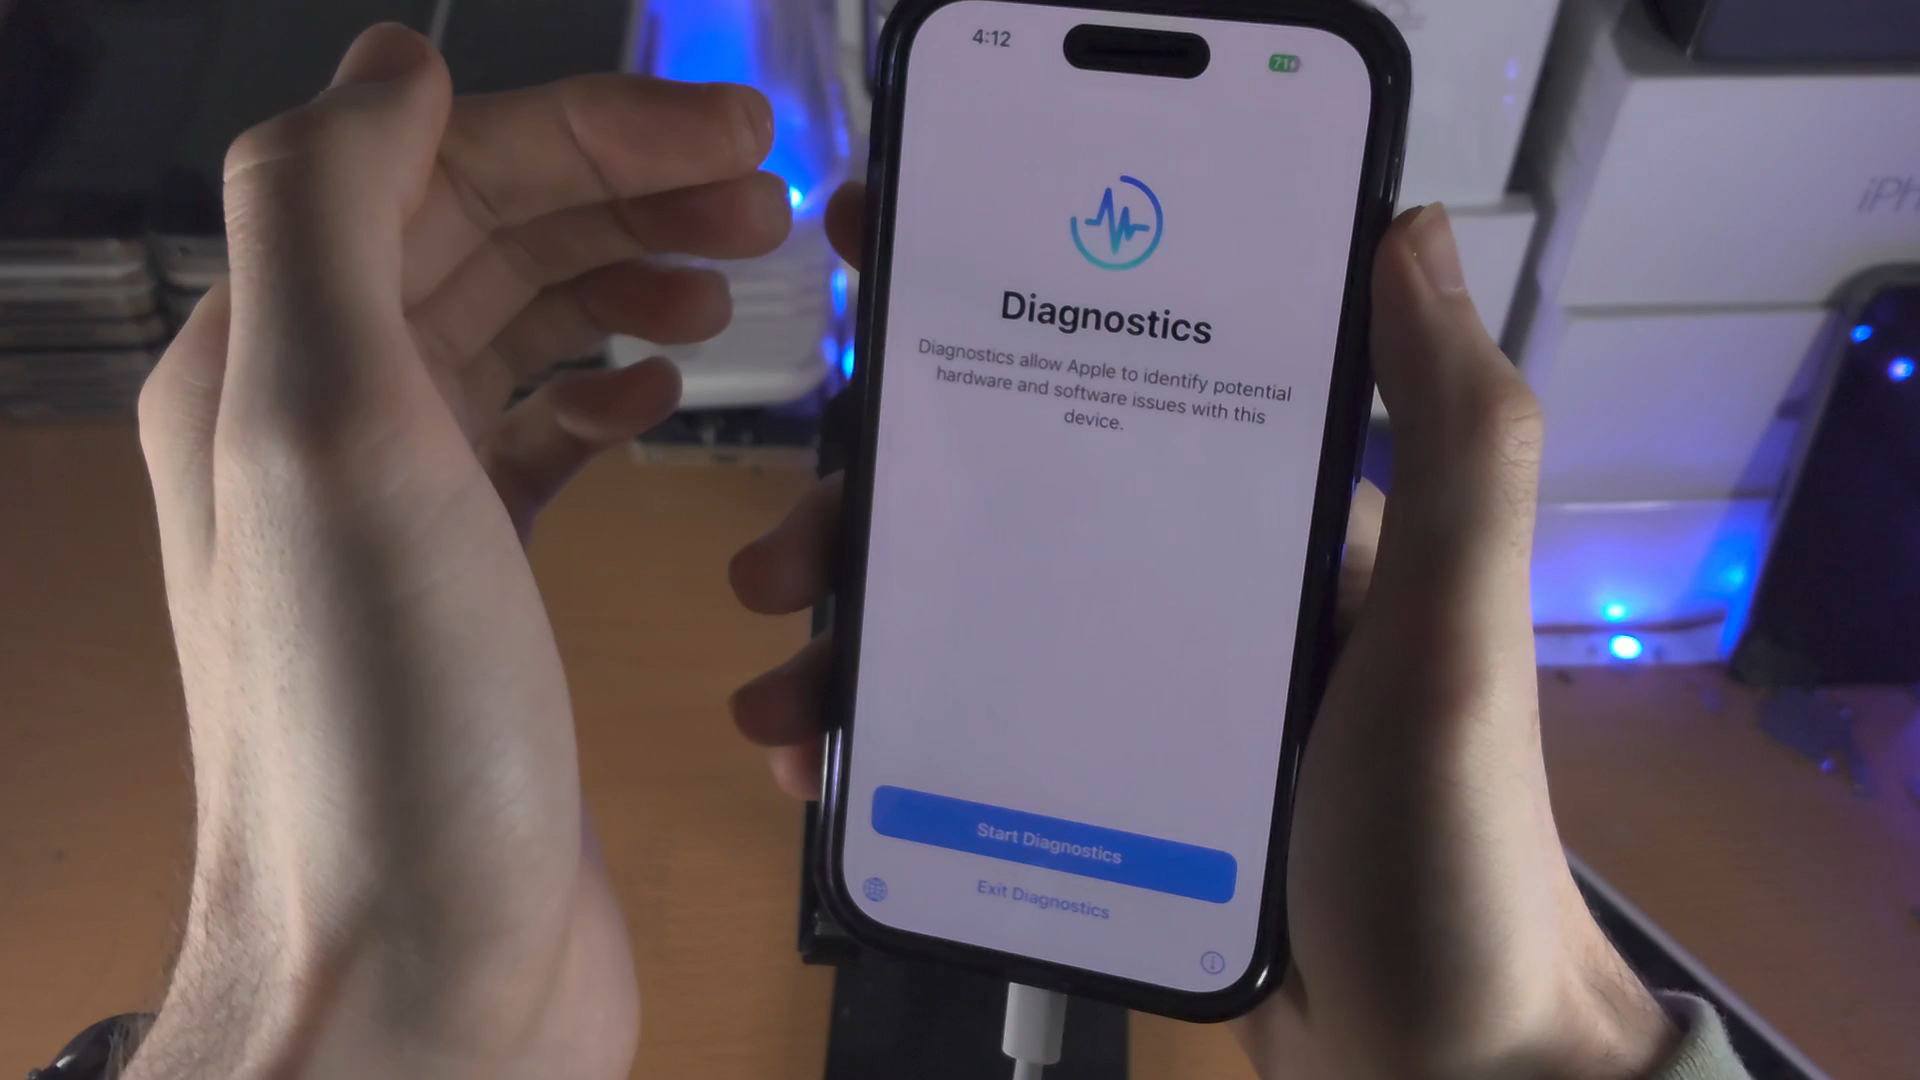 4:12
71
Diagnostics
Diagnostics allow Apple to identify potential
hardware and software issues with this
device.
Start Diagnostics
Exit Diagnostics
iPh